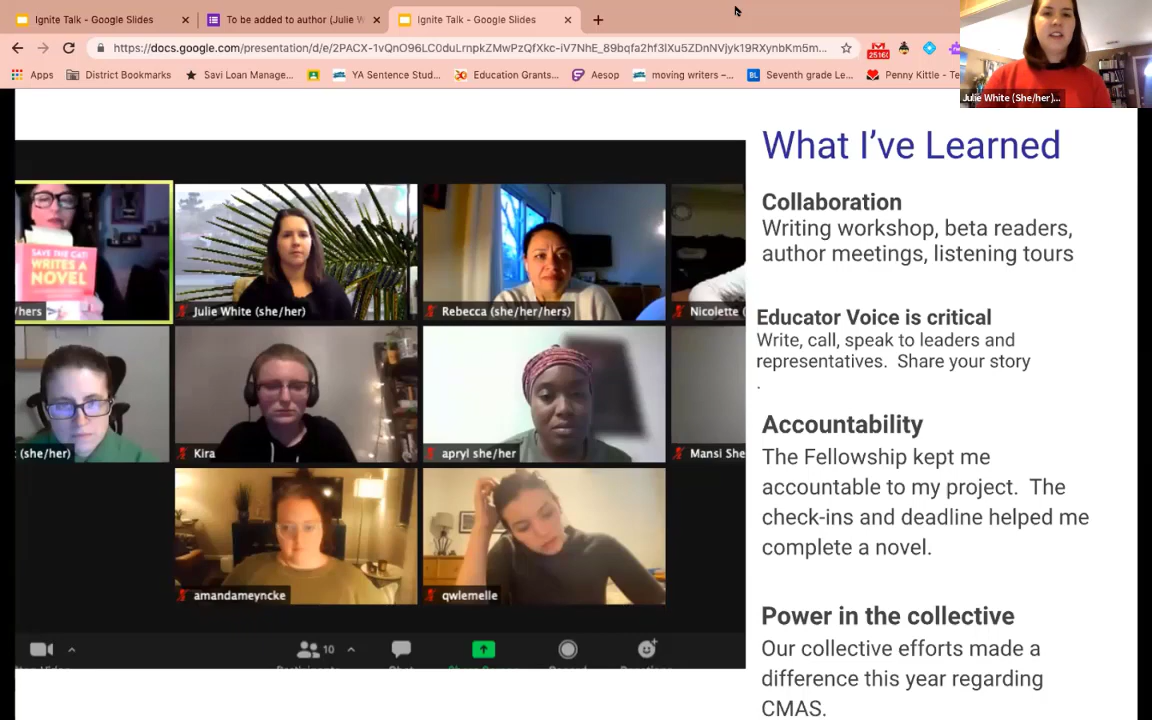 Ignite Talk - Google Slides
To be added to author (Julie W
Ignite Talk - Google Slides
https://docs.google.com/presentation/d/e/2PACX-1vQnO96LC0duLrnpkZMwPzQfXkc-iV7NhE_89bqfa2hf3lXu5ZDnNVjyk19RXynbKm5m...
Apps
District Bookmarks
Savi Loan Manage...
YA Sentence Stud...
Education Grants...
Aesop
moving writers –...
BL
Seventh grade Le...
Penny Kittle - Te
Julie White (She/her)...
What I've Learned
Collaboration
Writing workshop, beta readers,
author meetings, listening tours
Educator Voice is critical
Write, call, speak to leaders and
representatives. Share your story
.
Accountability
The Fellowship kept me
accountable to my project. The
check-ins and deadline helped me
complete a novel.
Power in the collective
Our collective efforts made a
difference this year regarding
CMAS.
SAVE THE CAT!
WRITES A
NOVEL
/hers
Julie White (she/her)
Rebecca (she/her/hers)
Nicolette (
(she/her)
Kira
apryl she/her
Mansi She
amandameyncke
qwlemelle
10